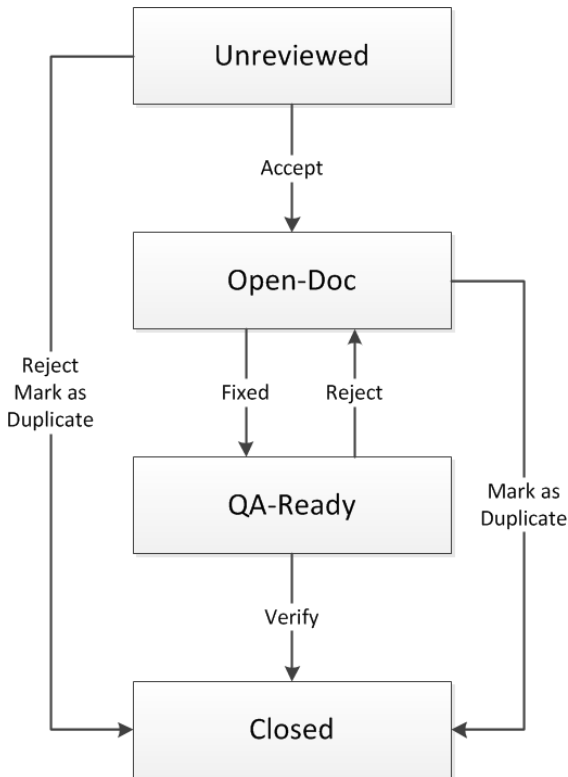 Unreviewed
Accept
Open-Doc
Reject
Mark as
Duplicate
Fixed
Reject
QA-Ready
Mark as
Duplicate
Verify
Closed